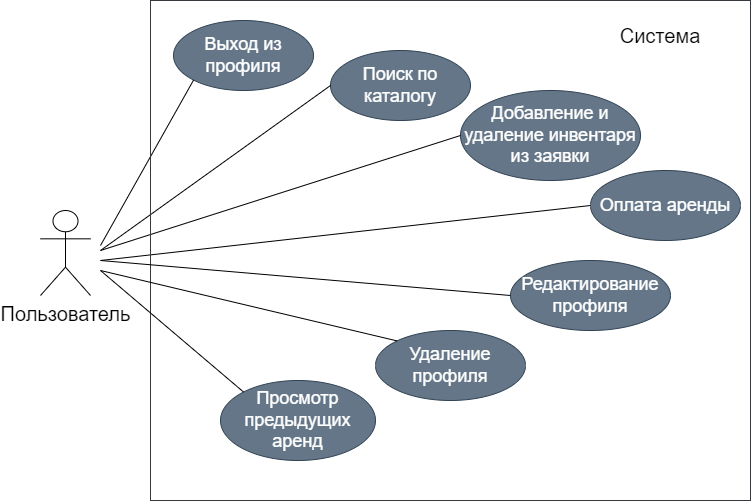 Система
Выход из
профиля
Поиск по
каталогу
Добавление и
удаление инвентаря
из заявки
Оплата аренды
Редактирование
профиля
Пользователь
Удаление
профиля
Просмотр
предыдущих
аренд